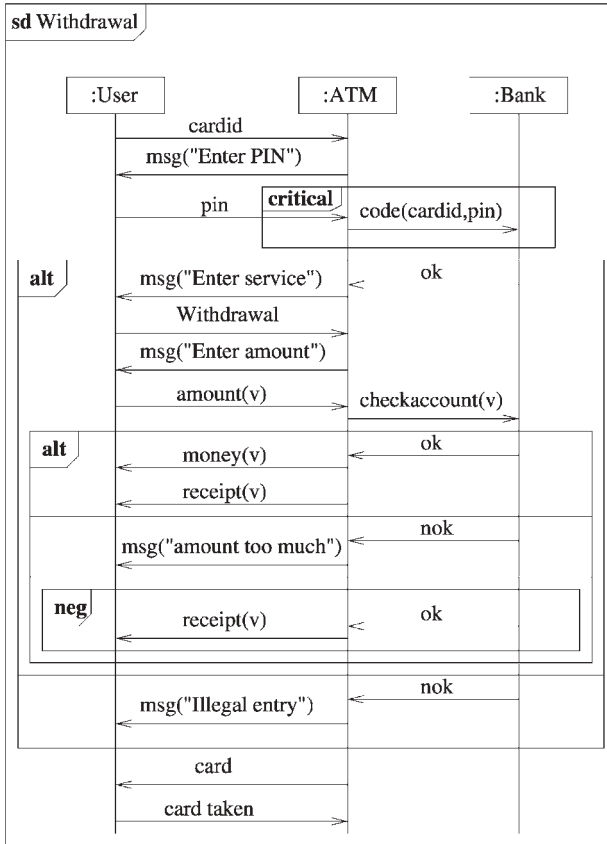 sd Withdrawal
:User :ATM :Bank
cardid
msg("Enter PIN")
critical
pin code(cardid,pin)
alt msg("Enter service") ok
Withdrawal
msg("Enter amount")
amount(v) checkaccount(v)
alt money(v) ok
receipt(v)
nok
msg("amount too much")
neg receipt(v) ok
nok
msg("Illegal entry")
card
card taken